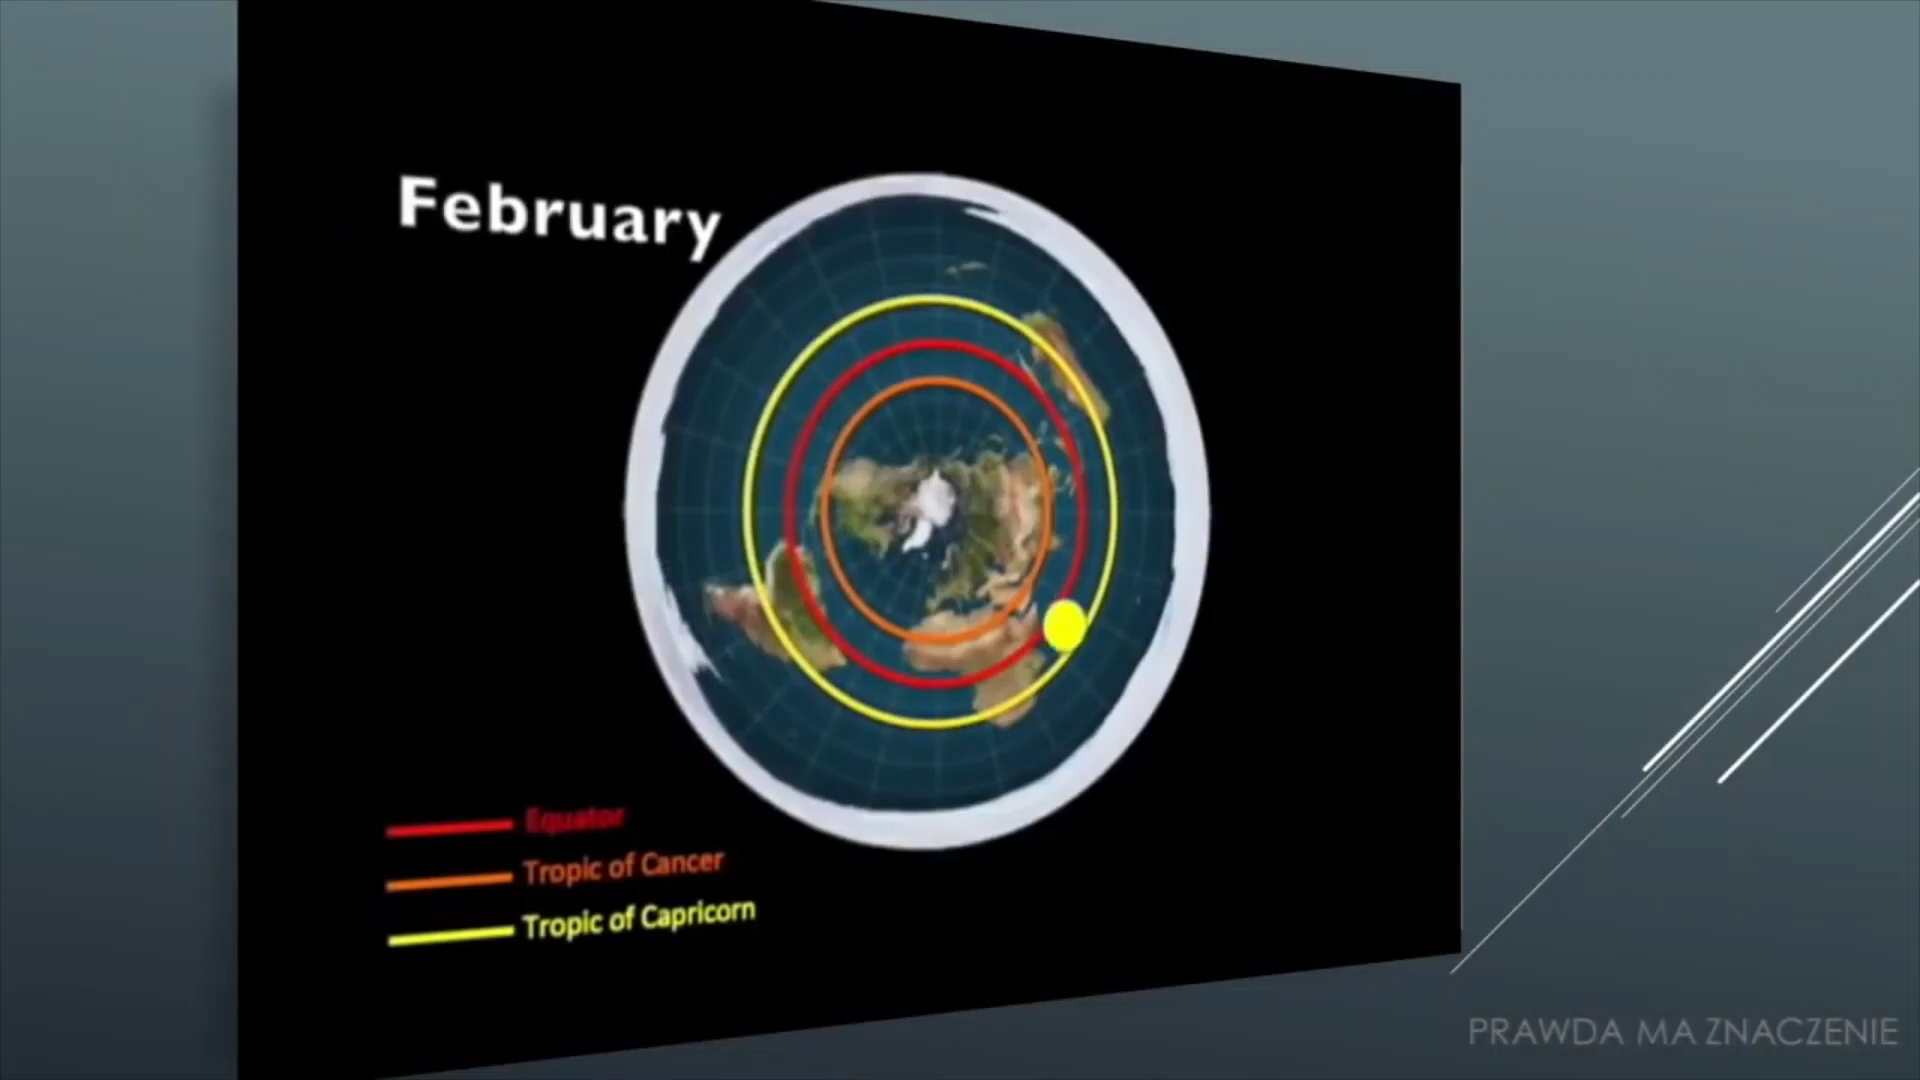 February
Equator
Tropic of Cancer
Tropic of Capricorn
PRAWDA MA ZNACZENIE